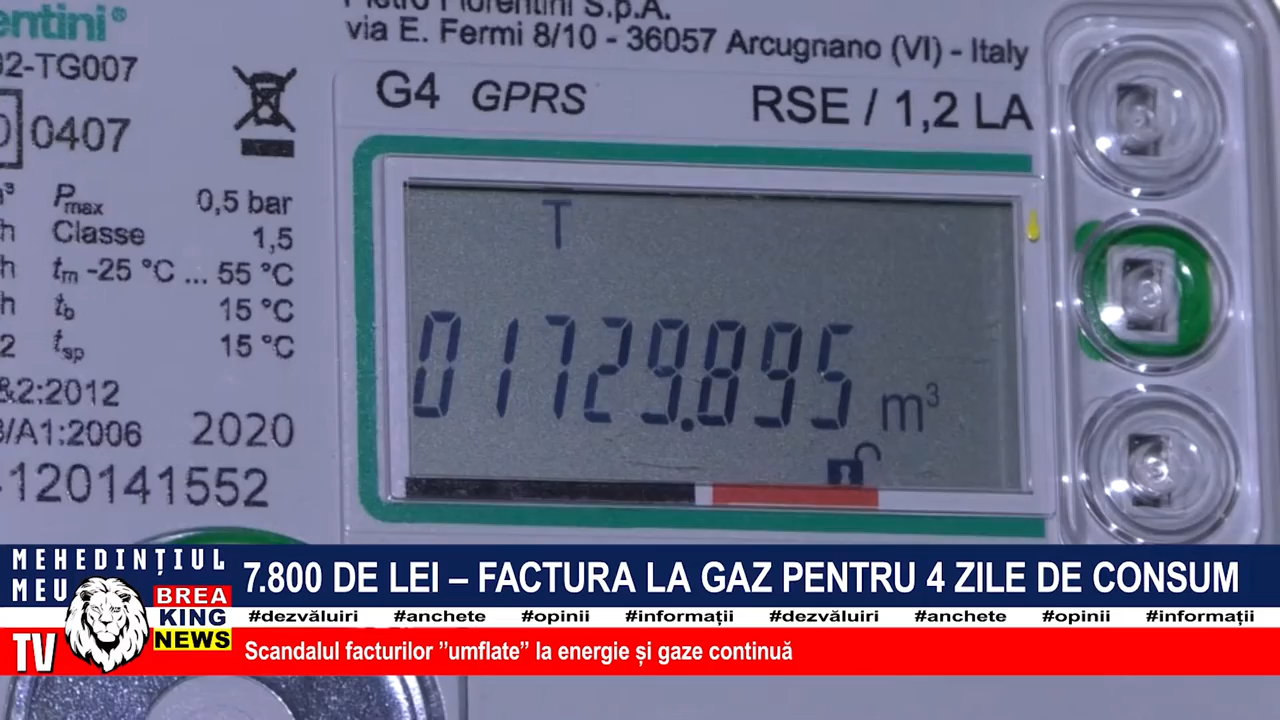 entini®
Pietro Fiorentini S.p.A.
via E. Fermi 8/10 - 36057 Arcugnano (VI) - Italy
02-TG007
G4 GPRS
RSE / 1,2 LA
0407
Pmax 0,5 bar
Classe 1,5
tm -25 °C ... 55 °C
tb 15 °C
2 tsp 15 °C
&2:2012
/A1:2006 2020
120141552
T
01729.895 m³
MEHEDINȚIUL
MEU
TV
BREA
KING
NEWS
7.800 DE LEI – FACTURA LA GAZ PENTRU 4 ZILE DE CONSUM
#dezvăluiri #anchete #opinii #informații #dezvăluiri #anchete #opinii #informații
Scandalul facturilor ”umflate” la energie și gaze continuă